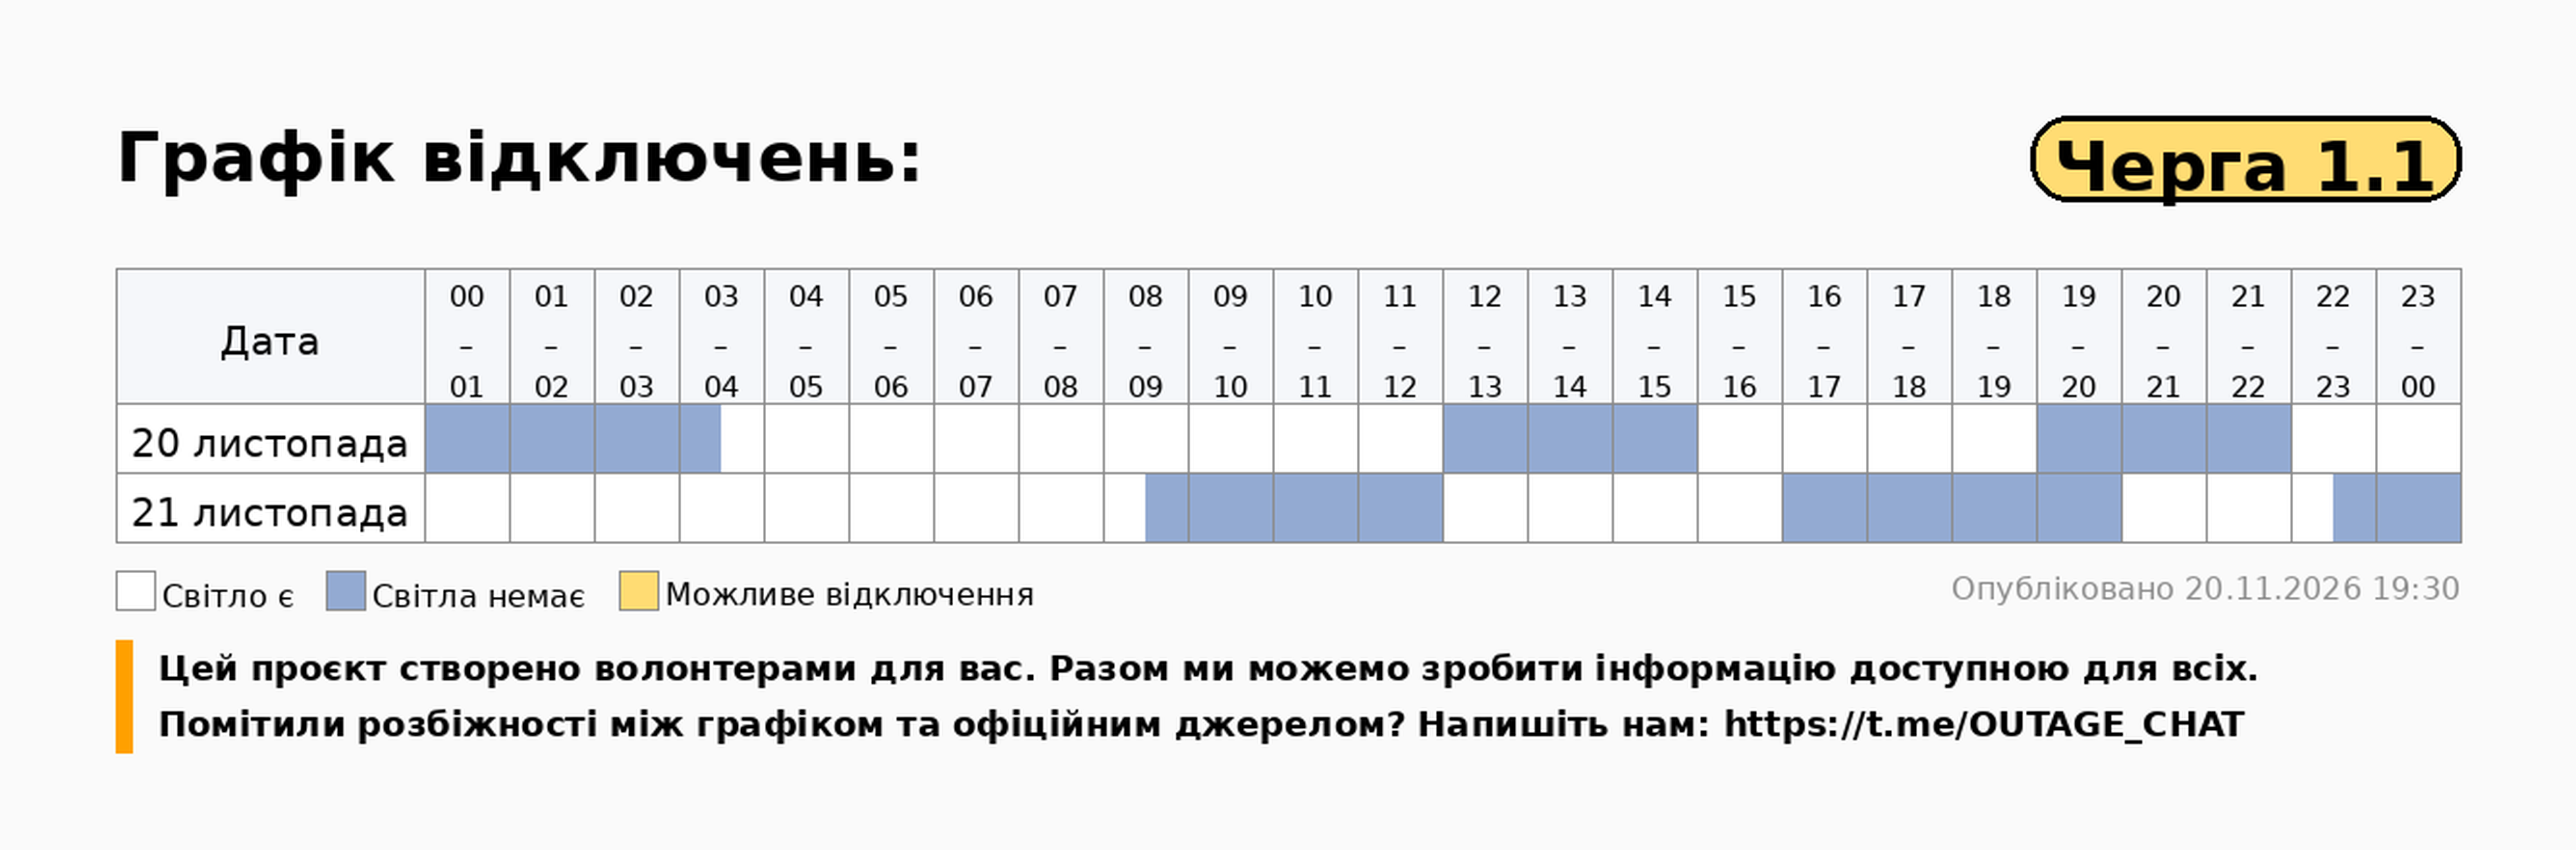 Графік відключень:
Черга 1.1
Дата
00 – 01
01 – 02
02 – 03
03 – 04
04 – 05
05 – 06
06 – 07
07 – 08
08 – 09
09 – 10
10 – 11
11 – 12
12 – 13
13 – 14
14 – 15
15 – 16
16 – 17
17 – 18
18 – 19
19 – 20
20 – 21
21 – 22
22 – 23
23 – 00
20 листопада
21 листопада
Світло є
Світла немає
Можливе відключення
Опубліковано 20.11.2026 19:30
Цей проєкт створено волонтерами для вас. Разом ми можемо зробити інформацію доступною для всіх.
Помітили розбіжності між графіком та офіційним джерелом? Напишіть нам: https://t.me/OUTAGE_CHAT